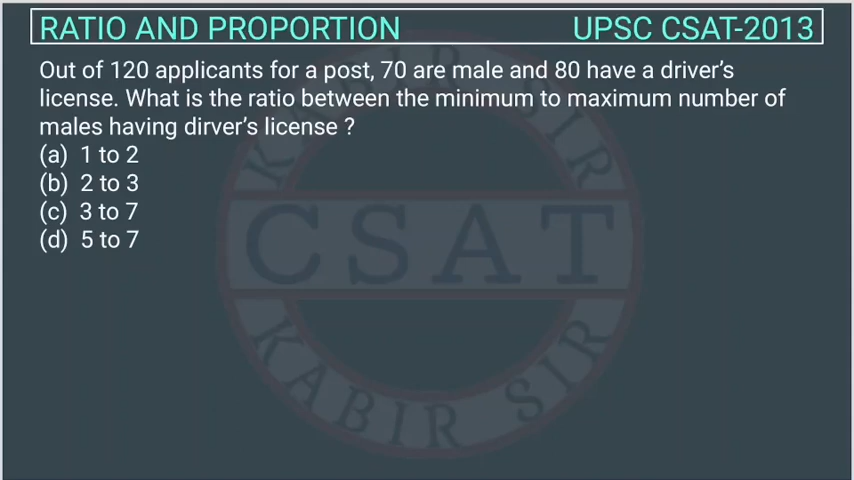 RATIO AND PROPORTION UPSC CSAT-2013
Out of 120 applicants for a post, 70 are male and 80 have a driver's
license. What is the ratio between the minimum to maximum number of
males having dirver's license ?
(a) 1 to 2
(b) 2 to 3
(c) 3 to 7
(d) 5 to 7
KABIR SIR
CSAT
KABIR SIR